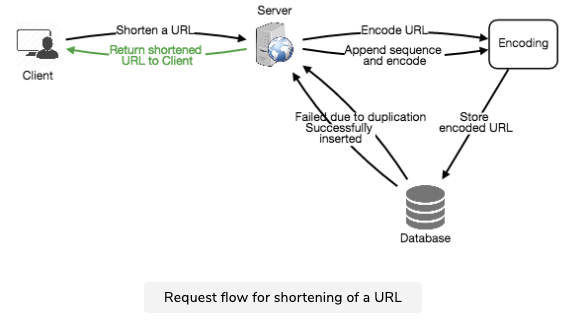 Server
Shorten a URL
Encode URL
Return shortened
URL to Client
Append sequence
and encode
Encoding
Client
Failed due to duplication
Successfully
inserted
Store
encoded URL
Database
Request flow for shortening of a URL